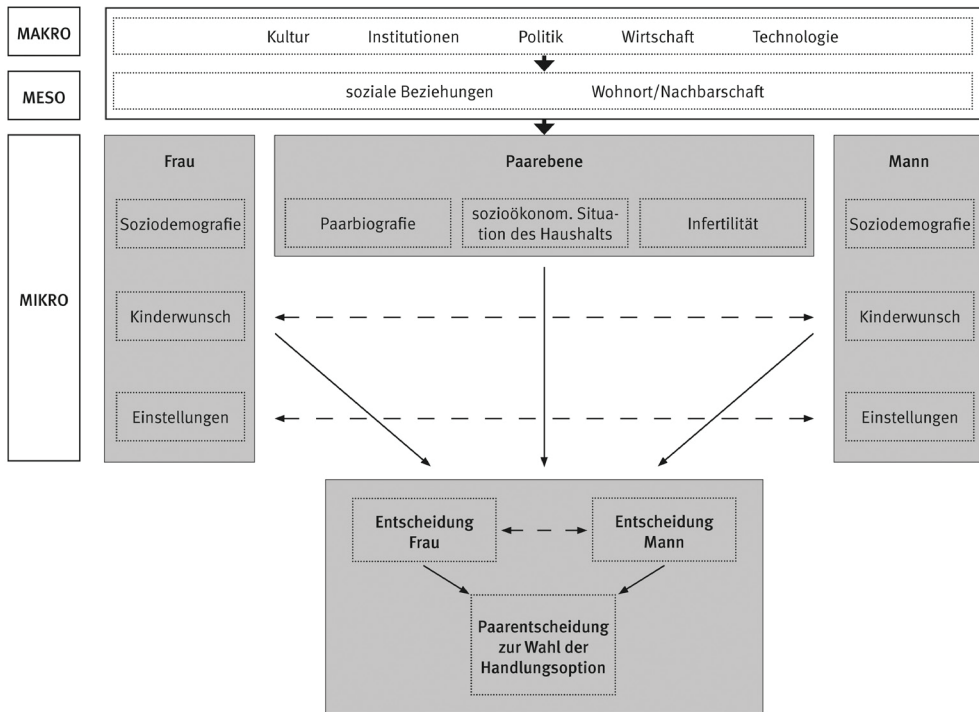 MAKRO
Kultur Institutionen Politik Wirtschaft Technologie
MESO
soziale Beziehungen Wohnort/Nachbarschaft
MIKRO
Frau
Soziodemografie
Kinderwunsch
Einstellungen
Paarebene
Paarbiografie
sozioökonom. Situa-
tion des Haushalts
Infertilität
Mann
Soziodemografie
Kinderwunsch
Einstellungen
Entscheidung
Frau
Entscheidung
Mann
Paarentscheidung
zur Wahl der
Handlungsoption